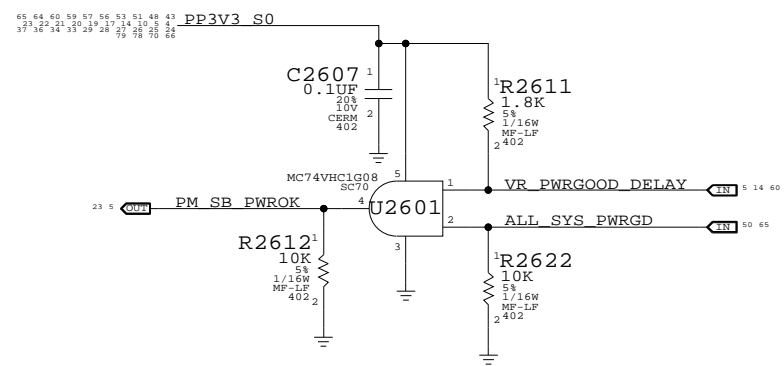 65 64 60 59 57 56 53 51 48 43
23 22 21 20 19 17 14 10 5 4
37 36 34 33 29 28 27 26 25 24
79 78 70 66
PP3V3_S0
C2607
0.1UF
20%
10V
CERM
402
1
2
1
R2611
1.8K
5%
1/16W
MF-LF
402
2
MC74VHC1G08
SC70
5
1
VR_PWRGOOD_DELAY
IN
5 14 60
23 5
OUT
PM_SB_PWROK
4
U2601
2
ALL_SYS_PWRGD
IN
50 65
3
R2612
1
10K
5%
1/16W
MF-LF
402
2
1
R2622
10K
5%
1/16W
MF-LF
402
2